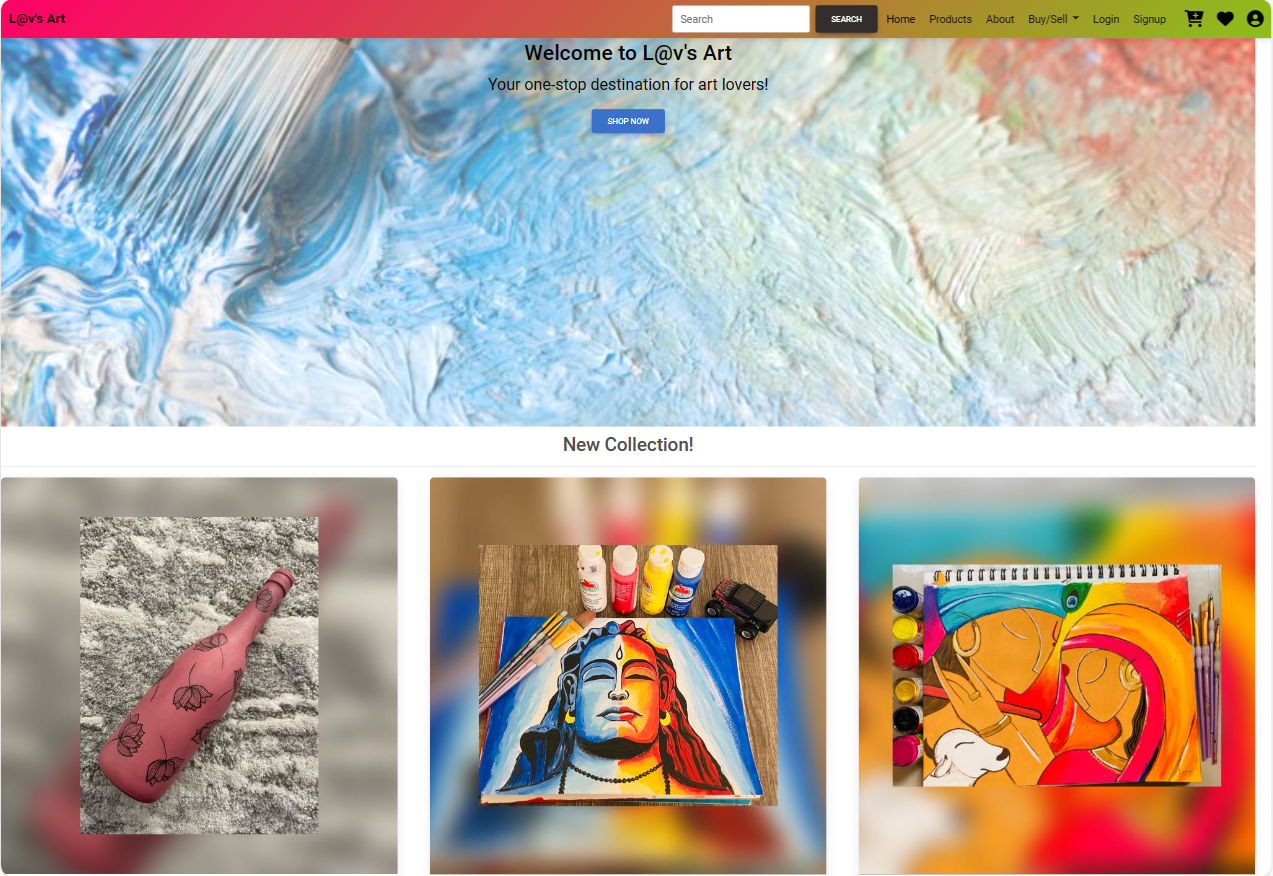 L@v's Art
Search
SEARCH
Home
Products
About
Buy/Sell
Login
Signup
Welcome to L@v's Art
Your one-stop destination for art lovers!
SHOP NOW
New Collection!